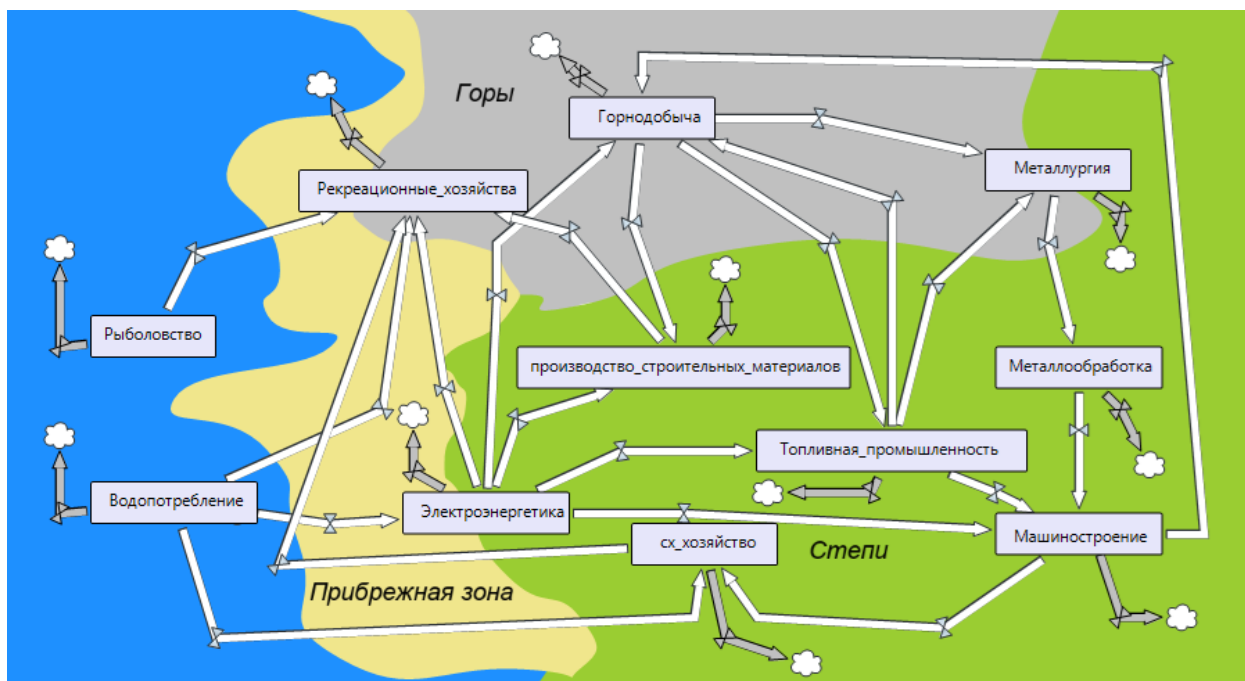 Горы
Горнодобыча
Металлургия
Рекреационные_хозяйства
Рыболовство
производство_строительных_материалов
Металлообработка
Топливная_промышленность
Водопотребление
Электроэнергетика
сх_хозяйство
Степи
Машиностроение
Прибрежная зона